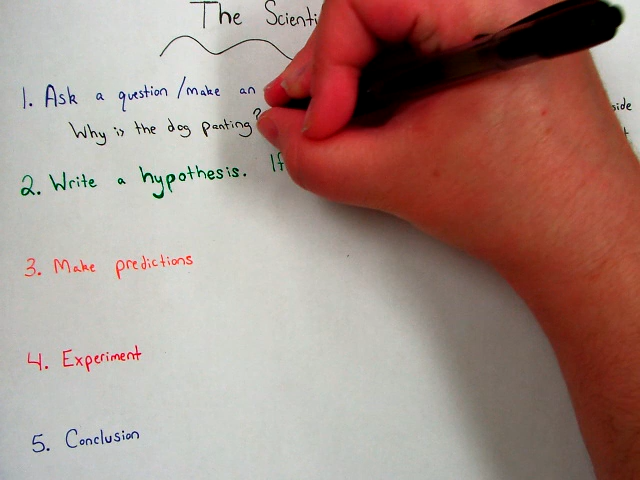 The Scienti
1. Ask a question /make an
side
Why is the dog panting?
2. Write a hypothesis. If
3. Make predictions
4. Experiment
5. Conclusion